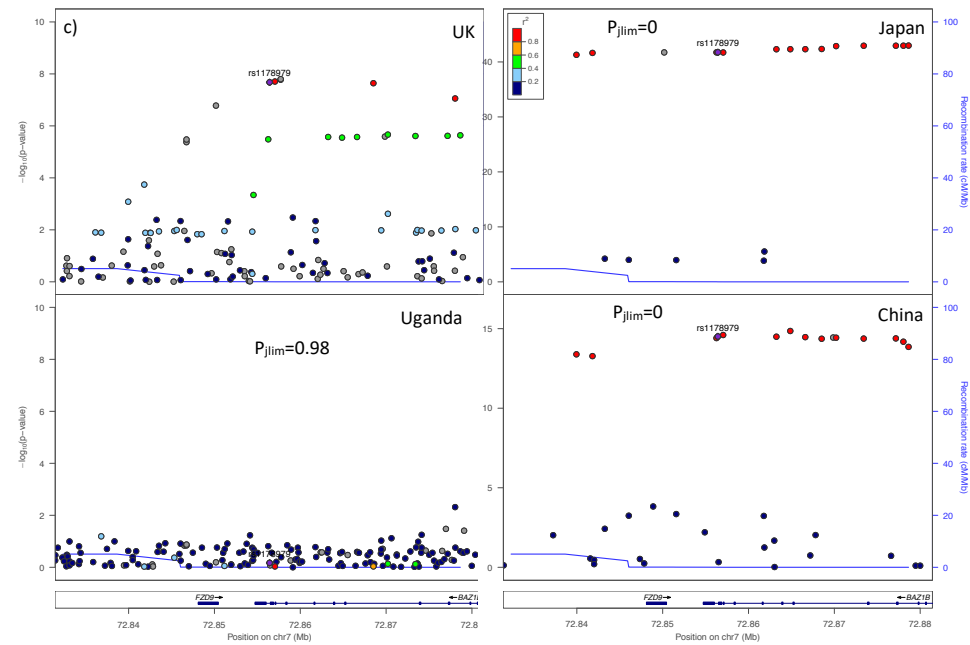 c)
UK
rs1178979
10
8
6
4
2
0
−log10(p-value)
Pjlim=0
Japan
r2
0.8
0.6
0.4
0.2
rs1178979
40
30
10
0
100
80
60
40
20
0
Recombination rate (cM/Mb)
Uganda
Pjlim=0.98
10
8
6
4
2
0
−log10(p-value)
Pjlim=0
China
rs1178979
15
10
5
0
100
80
60
40
20
0
Recombination rate (cM/Mb)
FZD9
BAZ1B
72.84
72.85
72.86
72.87
Position on chr7 (Mb)
FZD9
BAZ1B
72.84
72.85
72.86
72.87
72.88
Position on chr7 (Mb)